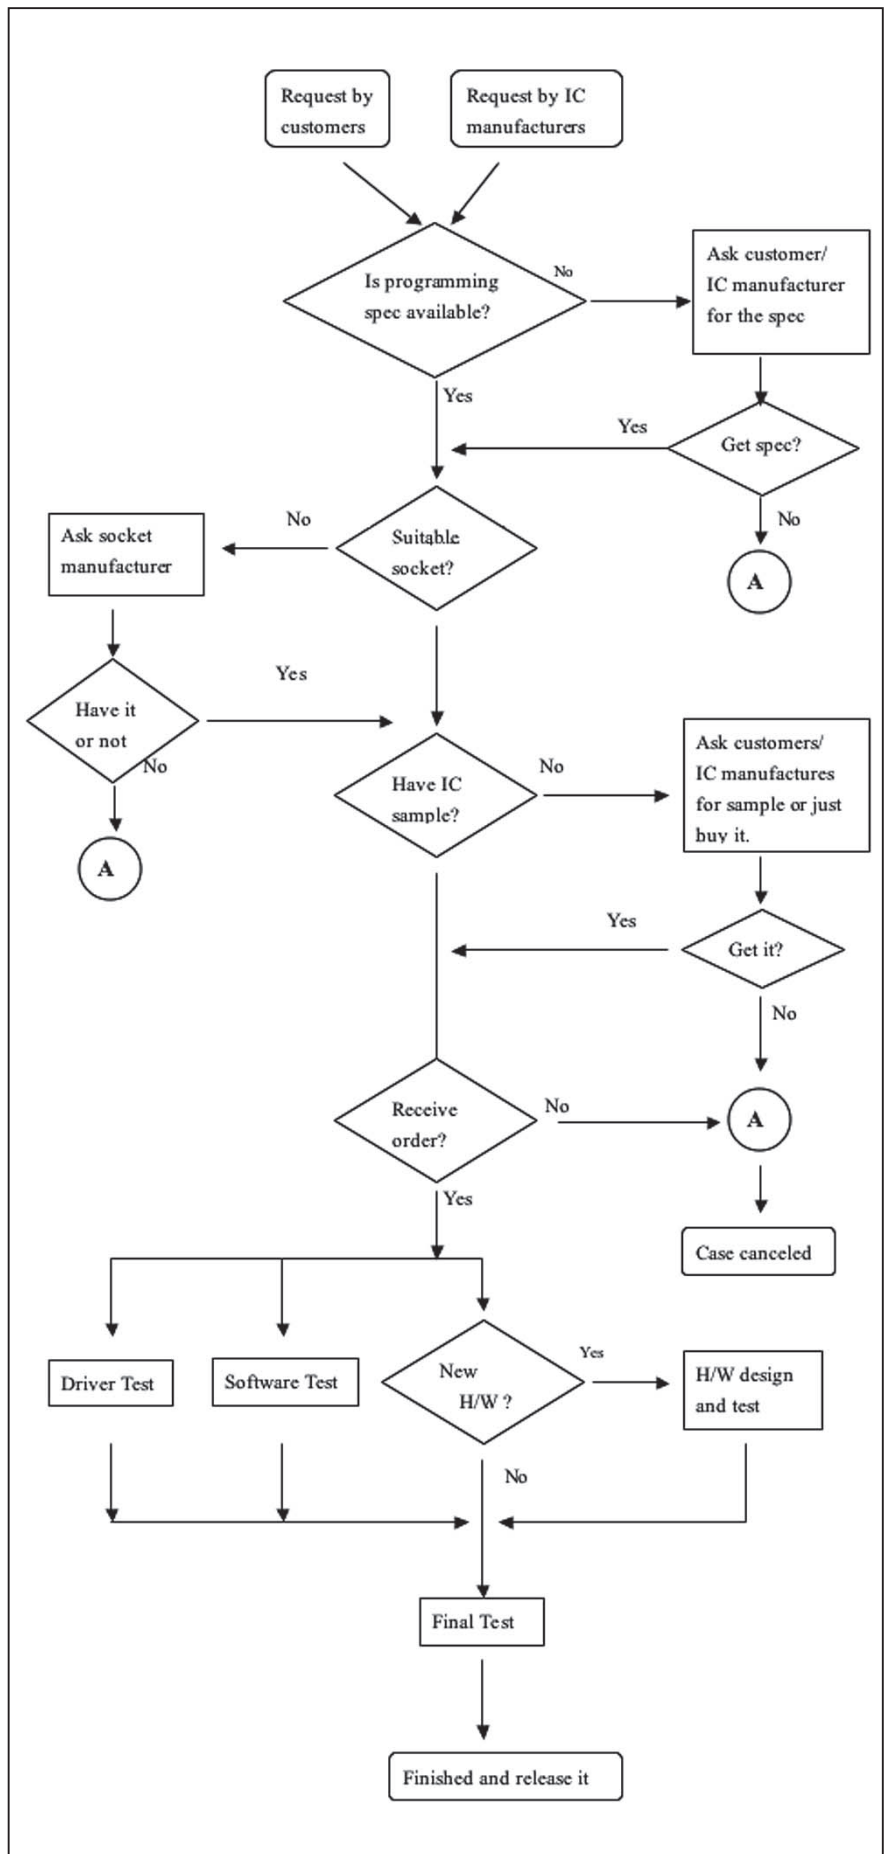 Request by
customers
Request by IC
manufacturers
Is programming
spec available?
No
Ask customer/
IC manufacturer
for the spec
Yes
Yes
Get spec?
No
A
No
Suitable
socket?
Ask socket
manufacturer
Yes
Have it
or not
No
A
Have IC
sample?
No
Ask customers/
IC manufactures
for sample or just
buy it.
Yes
Get it?
No
Receive
order?
No
A
Yes
Case canceled
Driver Test
Software Test
New
H/W ?
Yes
H/W design
and test
No
Final Test
Finished and release it